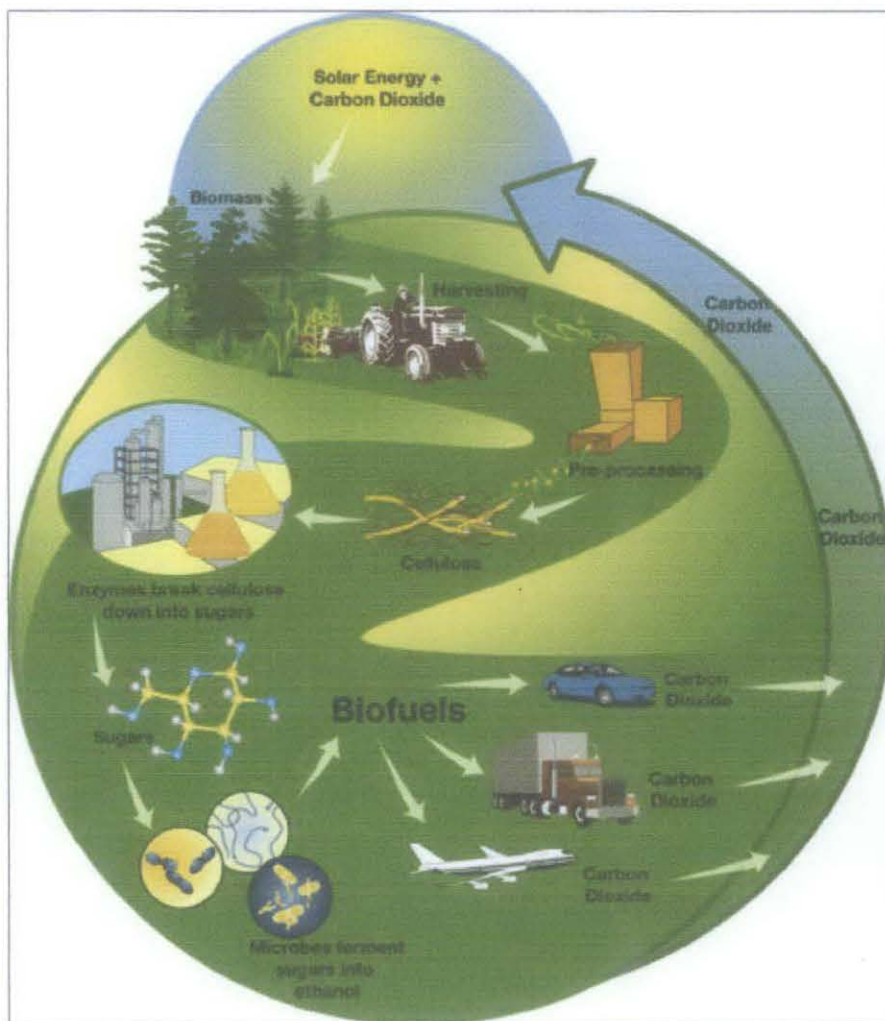 Solar Energy +
Carbon Dioxide
Biomass
Harvesting
Carbon
Dioxide
Pre-processing
Carbon
Dioxide
Cellulose
Enzymes break cellulose
down into sugars
Carbon
Dioxide
Biofuels
Sugars
Carbon
Dioxide
Carbon
Dioxide
Microbes ferment
sugars into
ethanol